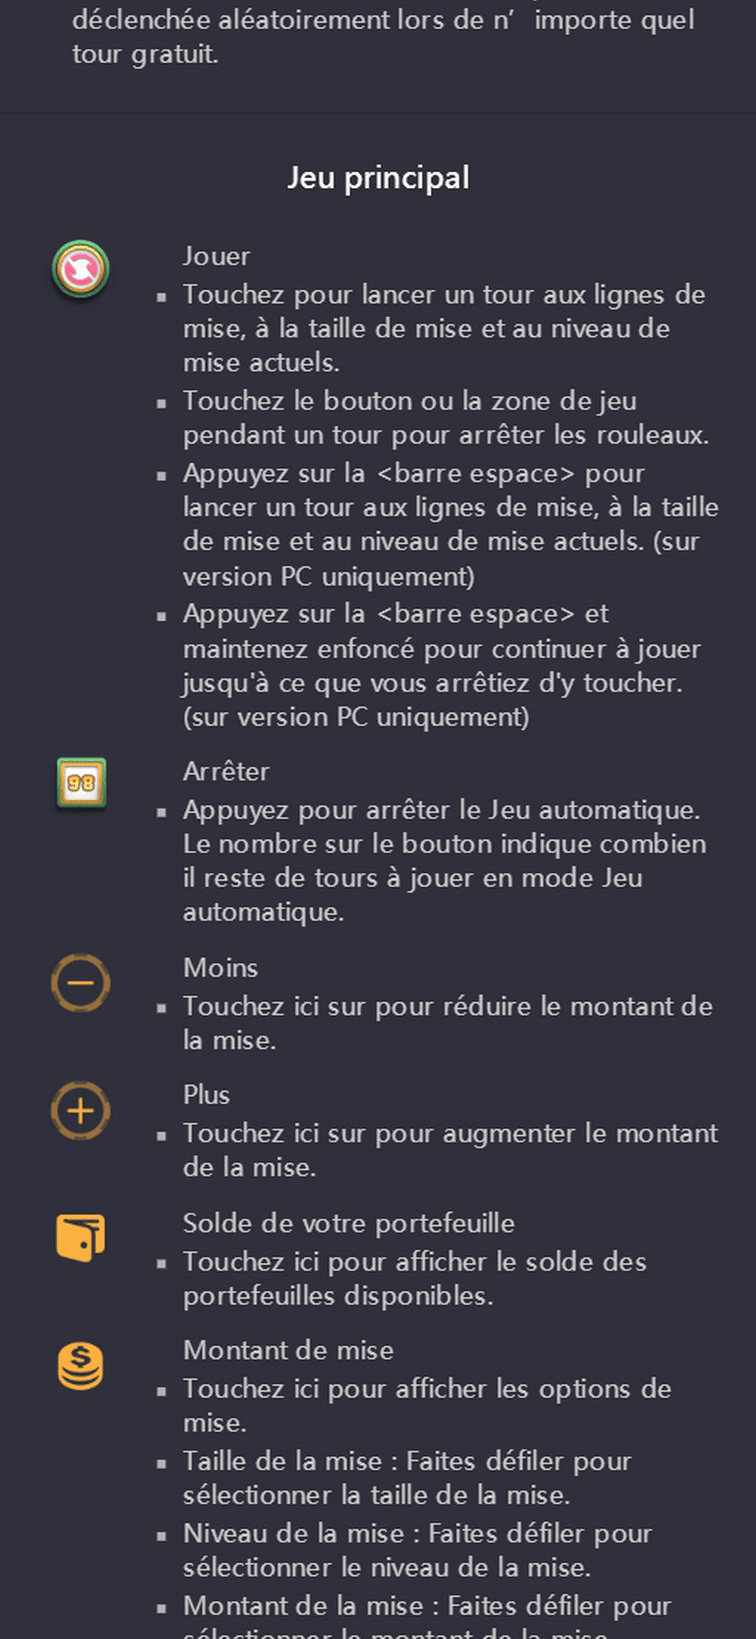 déclenchée aléatoirement lors de n’ importe quel
tour gratuit.
Jeu principal
Jouer
▪ Touchez pour lancer un tour aux lignes de
mise, à la taille de mise et au niveau de
mise actuels.
▪ Touchez le bouton ou la zone de jeu
pendant un tour pour arrêter les rouleaux.
▪ Appuyez sur la <barre espace> pour
lancer un tour aux lignes de mise, à la taille
de mise et au niveau de mise actuels. (sur
version PC uniquement)
▪ Appuyez sur la <barre espace> et
maintenez enfoncé pour continuer à jouer
jusqu'à ce que vous arrêtiez d'y toucher.
(sur version PC uniquement)
98
Arrêter
▪ Appuyez pour arrêter le Jeu automatique.
Le nombre sur le bouton indique combien
il reste de tours à jouer en mode Jeu
automatique.
Moins
▪ Touchez ici sur pour réduire le montant de
la mise.
Plus
▪ Touchez ici sur pour augmenter le montant
de la mise.
Solde de votre portefeuille
▪ Touchez ici pour afficher le solde des
portefeuilles disponibles.
$
Montant de mise
▪ Touchez ici pour afficher les options de
mise.
▪ Taille de la mise : Faites défiler pour
sélectionner la taille de la mise.
▪ Niveau de la mise : Faites défiler pour
sélectionner le niveau de la mise.
▪ Montant de la mise : Faites défiler pour
sélectionner le montant de la mise